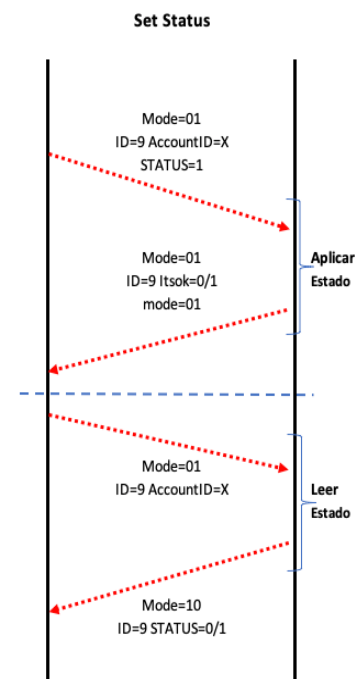 Set Status
Mode=01
ID=9 AccountID=X
STATUS=1
Mode=01
ID=9 Itsok=0/1
mode=01
Aplicar
Estado
Mode=01
ID=9 AccountID=X
Leer
Estado
Mode=10
ID=9 STATUS=0/1